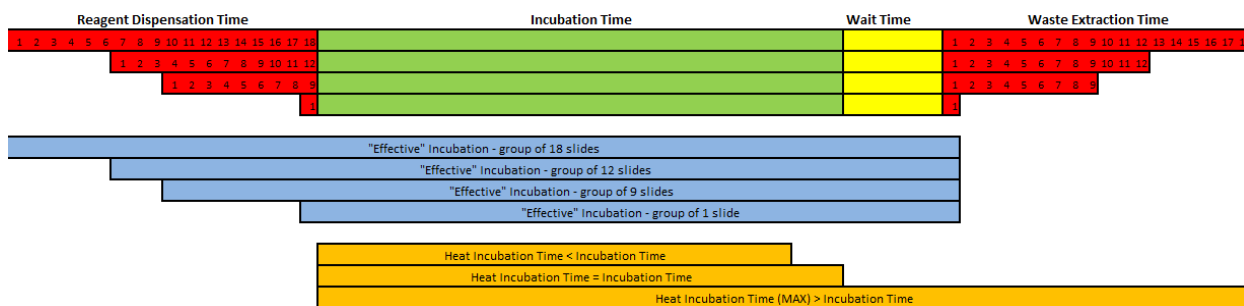 Reagent Dispensation Time Incubation Time Wait Time Waste Extraction Time
1 2 3 4 5 6 7 8 9 10 11 12 13 14 15 16 17 18 1 2 3 4 5 6 7 8 9 10 11 12 13 14 15 16 17
1 2 3 4 5 6 7 8 9 10 11 12 1 2 3 4 5 6 7 8 9 10 11 12
1 2 3 4 5 6 7 8 9 1 2 3 4 5 6 7 8 9
1 1
"Effective" Incubation - group of 18 slides
"Effective" Incubation - group of 12 slides
"Effective" Incubation - group of 9 slides
"Effective" Incubation - group of 1 slide
Heat Incubation Time < Incubation Time
Heat Incubation Time = Incubation Time
Heat Incubation Time (MAX) > Incubation Time